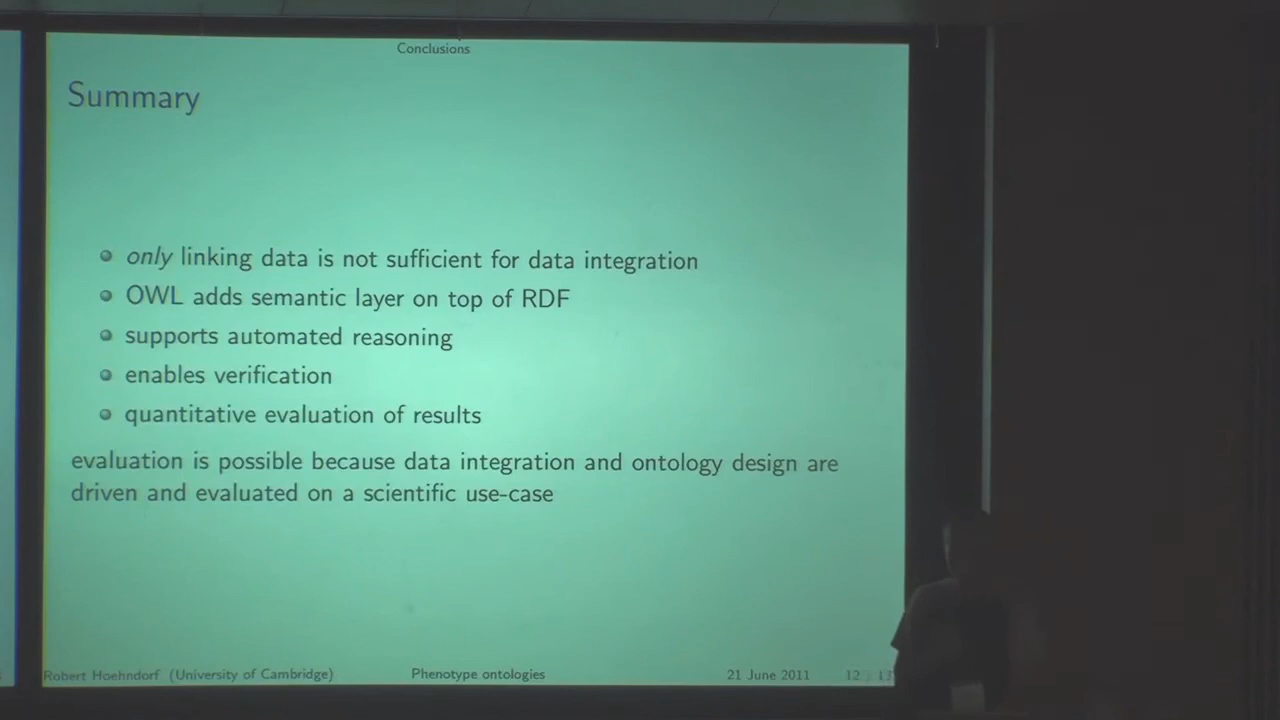 Conclusions
Summary
only linking data is not sufficient for data integration
OWL adds semantic layer on top of RDF
supports automated reasoning
enables verification
quantitative evaluation of results
evaluation is possible because data integration and ontology design are
driven and evaluated on a scientific use-case
Robert Hoehndorf (University of Cambridge) Phenotype ontologies 21 June 2011 12 / 13